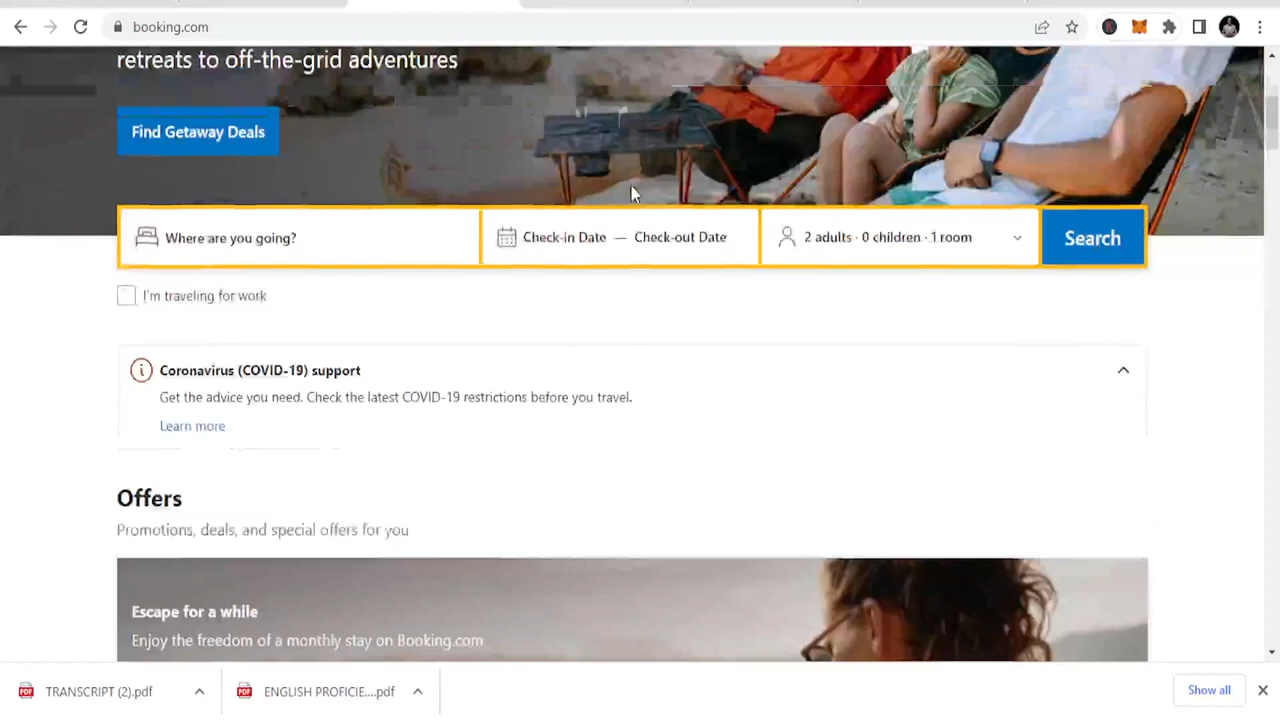 booking.com
retreats to off-the-grid adventures
Find Getaway Deals
Where are you going?
Check-in Date — Check-out Date
2 adults · 0 children · 1 room
Search
I'm traveling for work
Coronavirus (COVID-19) support
Get the advice you need. Check the latest COVID-19 restrictions before you travel.
Learn more
Offers
Promotions, deals, and special offers for you
Escape for a while
Enjoy the freedom of a monthly stay on Booking.com
TRANSCRIPT (2).pdf
ENGLISH PROFICIE....pdf
Show all